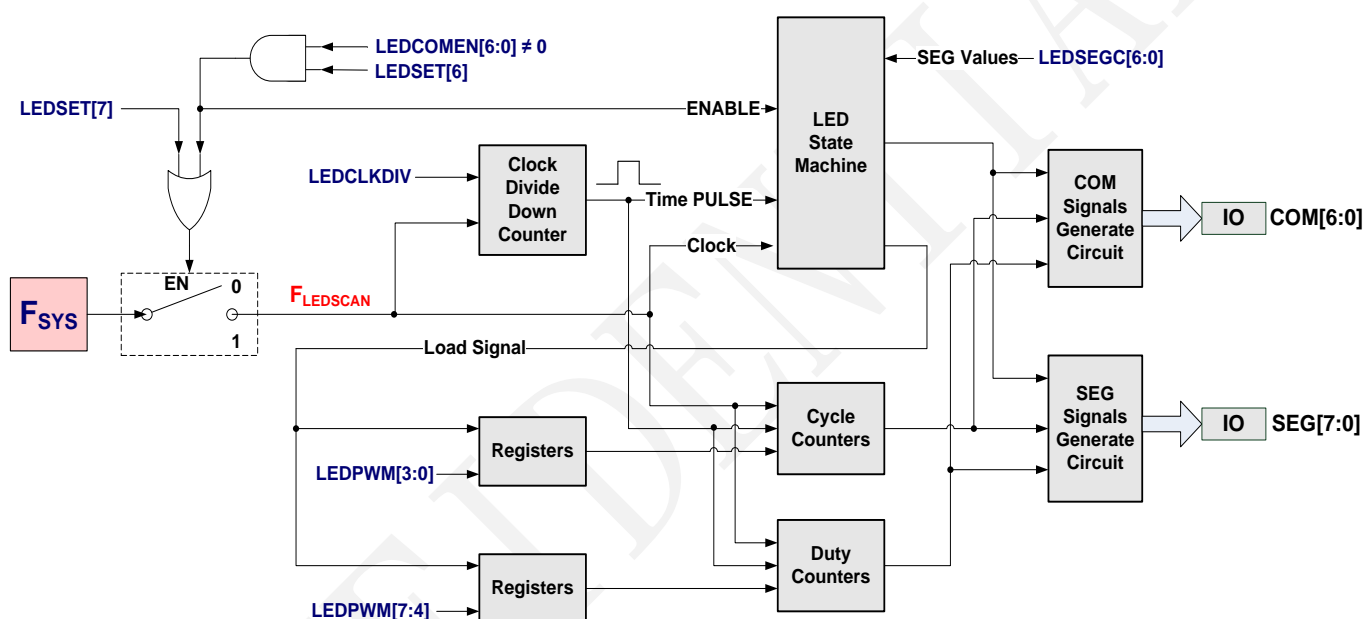 LEDCOMEN[6:0] ≠ 0
LEDSET[6]
LEDSET[7]
ENABLE
SEG Values
LEDSEGC[6:0]
LED
State
Machine
LEDCLKDIV
Clock
Divide
Down
Counter
Time PULSE
Clock
COM
Signals
Generate
Circuit
IO
COM[6:0]
FSYS
EN
0
1
FLEDSCAN
Load Signal
Registers
LEDPWM[3:0]
Cycle
Counters
SEG
Signals
Generate
Circuit
IO
SEG[7:0]
Registers
LEDPWM[7:4]
Duty
Counters